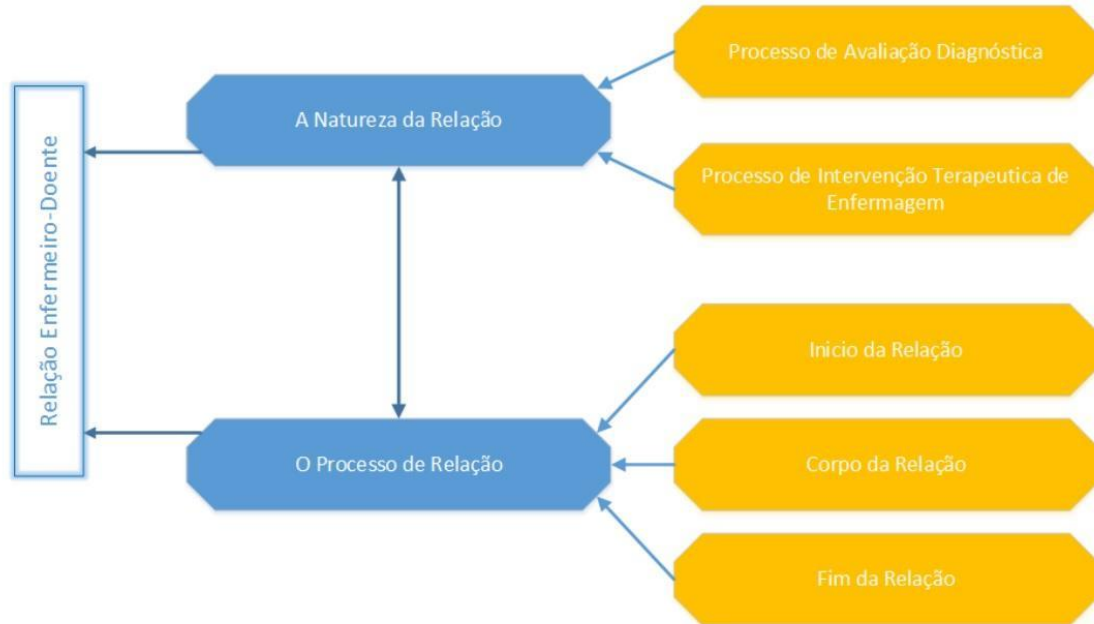 Relação Enfermeiro-Doente
A Natureza da Relação
Processo de Avaliação Diagnóstica
Processo de Intervenção Terapeutica de
Enfermagem
O Processo de Relação
Inicio da Relação
Corpo da Relação
Fim da Relação